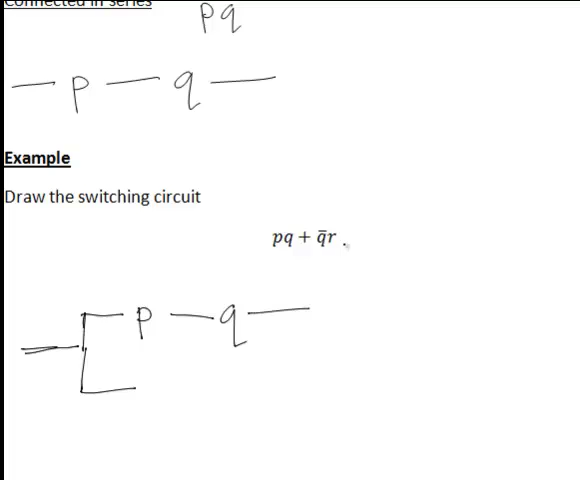 Connected in series
pq
— p — q —
Example
Draw the switching circuit
pq + q̄r .
p — q —